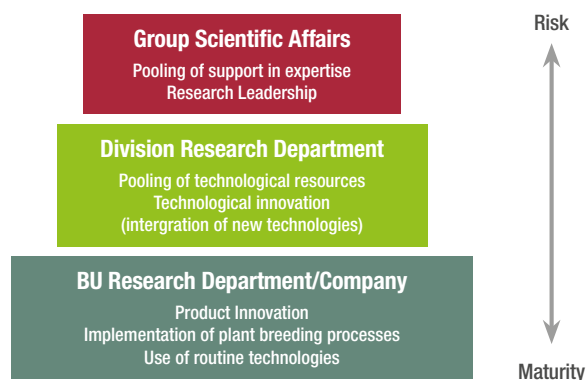 Group Scientific Affairs
Pooling of support in expertise
Research Leadership
Division Research Department
Pooling of technological resources
Technological innovation
(intergration of new technologies)
BU Research Department/Company
Product Innovation
Implementation of plant breeding processes
Use of routine technologies
Risk
Maturity